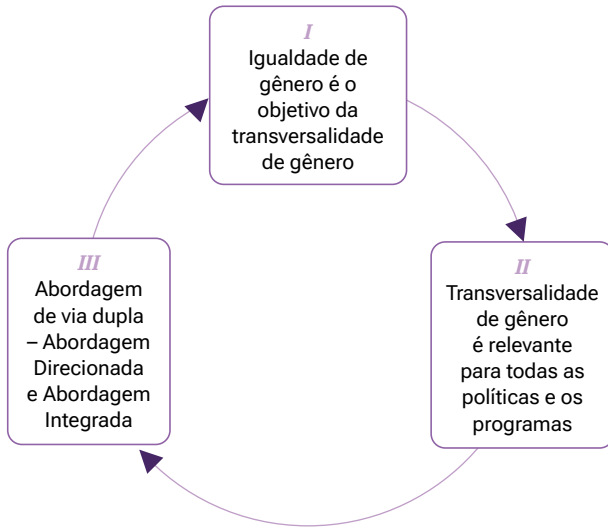 I
Igualdade de
gênero é o
objetivo da
transversalidade
de gênero
II
Transversalidade
de gênero
é relevante
para todas as
políticas e os
programas
III
Abordagem
de via dupla
– Abordagem
Direcionada
e Abordagem
Integrada